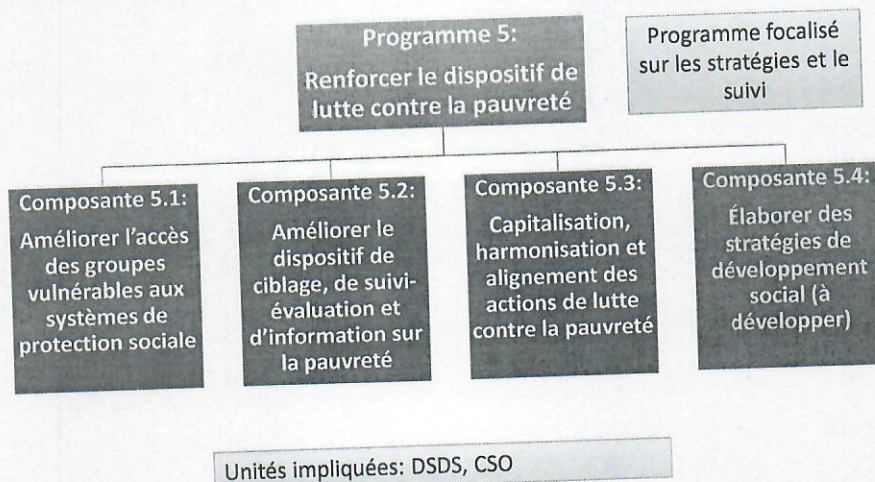 Programme 5:
Renforcer le dispositif de
lutte contre la pauvreté
Programme focalisé
sur les stratégies et le
suivi
Composante 5.1:
Améliorer l'accès
des groupes
vulnérables aux
systèmes de
protection sociale
Composante 5.2:
Améliorer le
dispositif de
ciblage, de suivi-
évaluation et
d'information sur
la pauvreté
Composante 5.3:
Capitalisation,
harmonisation et
alignement des
actions de lutte
contre la pauvreté
Composante 5.4:
Élaborer des
stratégies de
développement
social (à
développer)
Unités impliquées: DSDS, CSO